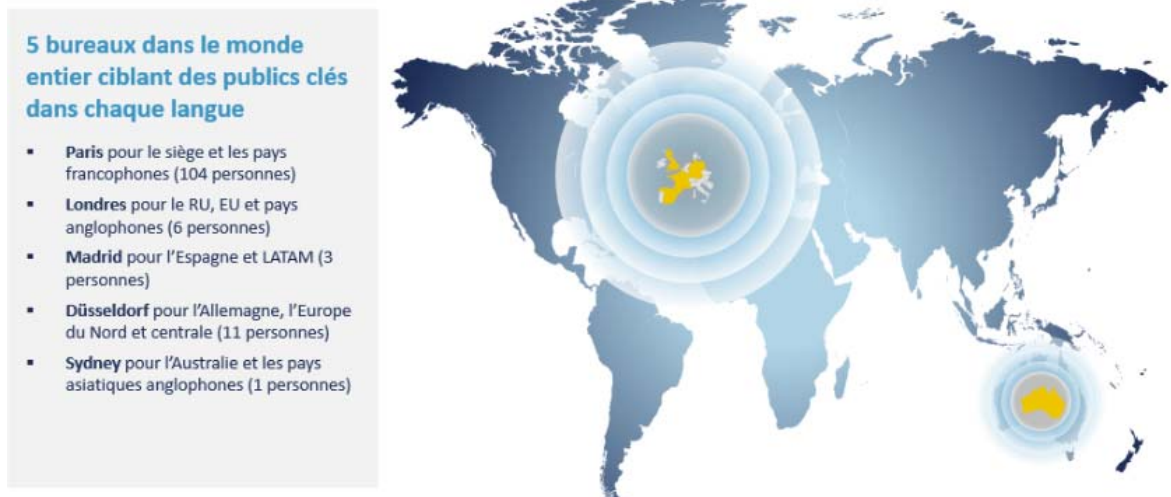 5 bureaux dans le monde
entier ciblant des publics clés
dans chaque langue
▪ Paris pour le siège et les pays
francophones (104 personnes)
▪ Londres pour le RU, EU et pays
anglophones (6 personnes)
▪ Madrid pour l’Espagne et LATAM (3
personnes)
▪ Düsseldorf pour l’Allemagne, l’Europe
du Nord et centrale (11 personnes)
▪ Sydney pour l’Australie et les pays
asiatiques anglophones (1 personnes)